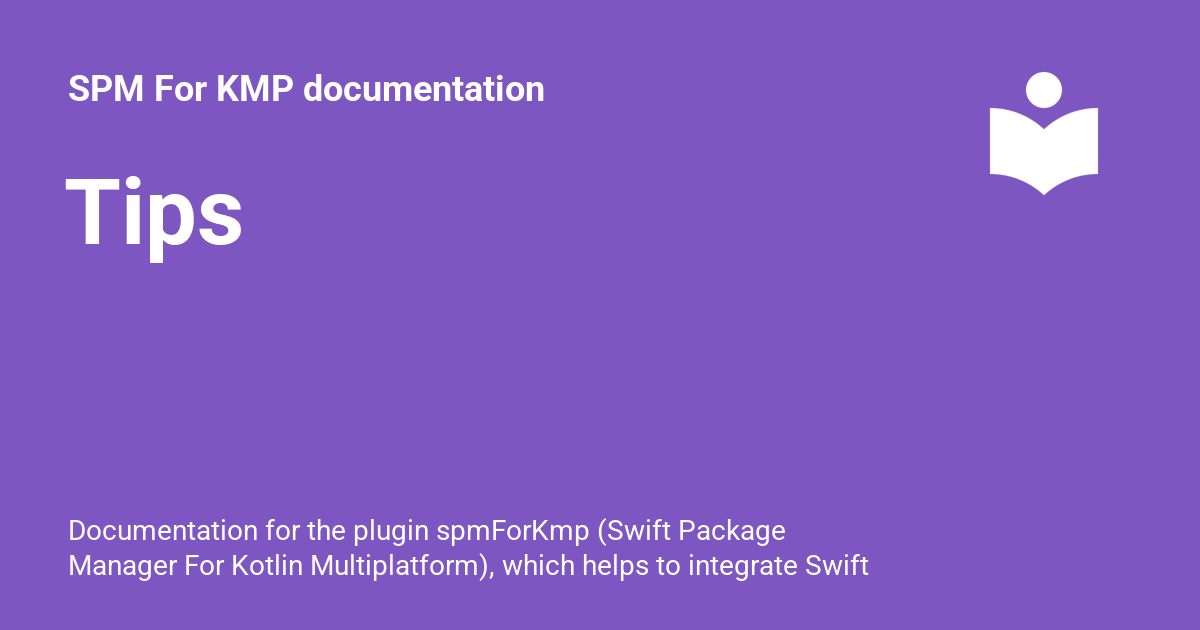 SPM For KMP documentation
Tips
Documentation for the plugin spmForKmp (Swift Package
Manager For Kotlin Multiplatform), which helps to integrate Swift